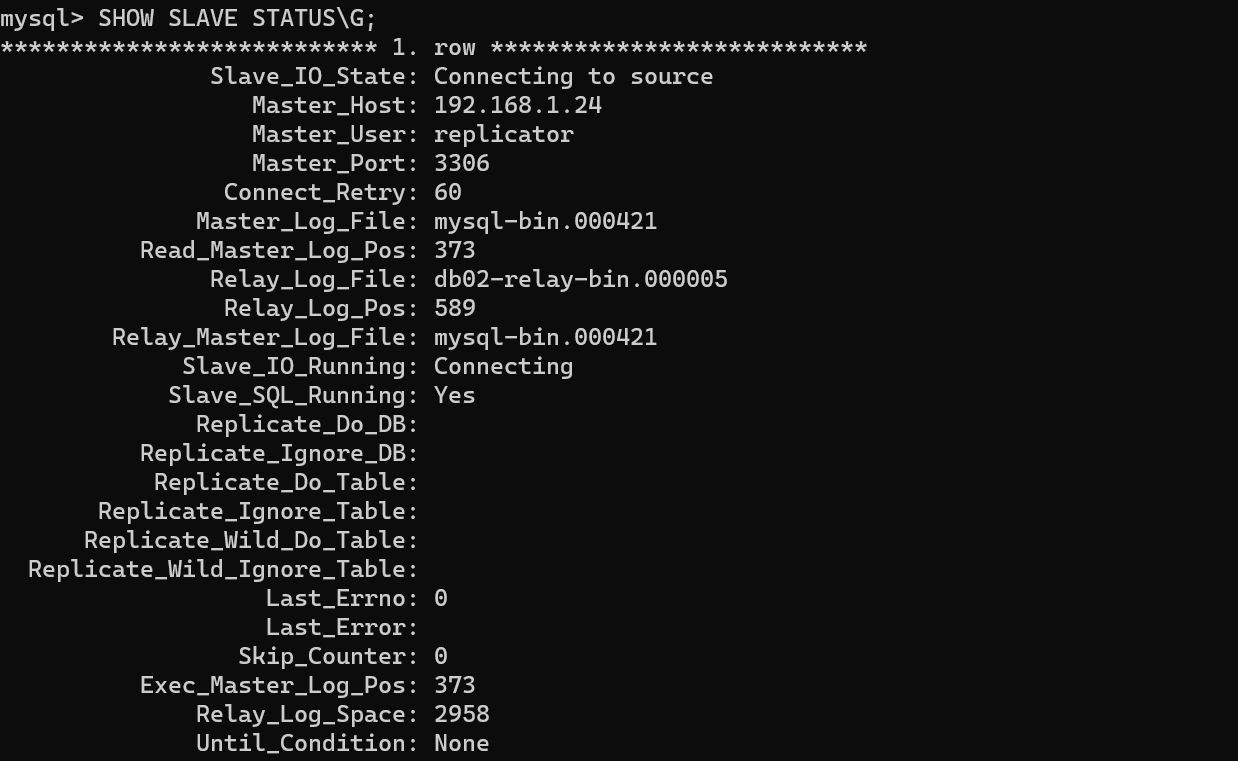 mysql> SHOW SLAVE STATUS\G;
*************************** 1. row ***************************
Slave_IO_State: Connecting to source
Master_Host: 192.168.1.24
Master_User: replicator
Master_Port: 3306
Connect_Retry: 60
Master_Log_File: mysql-bin.000421
Read_Master_Log_Pos: 373
Relay_Log_File: db02-relay-bin.000005
Relay_Log_Pos: 589
Relay_Master_Log_File: mysql-bin.000421
Slave_IO_Running: Connecting
Slave_SQL_Running: Yes
Replicate_Do_DB:
Replicate_Ignore_DB:
Replicate_Do_Table:
Replicate_Ignore_Table:
Replicate_Wild_Do_Table:
Replicate_Wild_Ignore_Table:
Last_Errno: 0
Last_Error:
Skip_Counter: 0
Exec_Master_Log_Pos: 373
Relay_Log_Space: 2958
Until_Condition: None